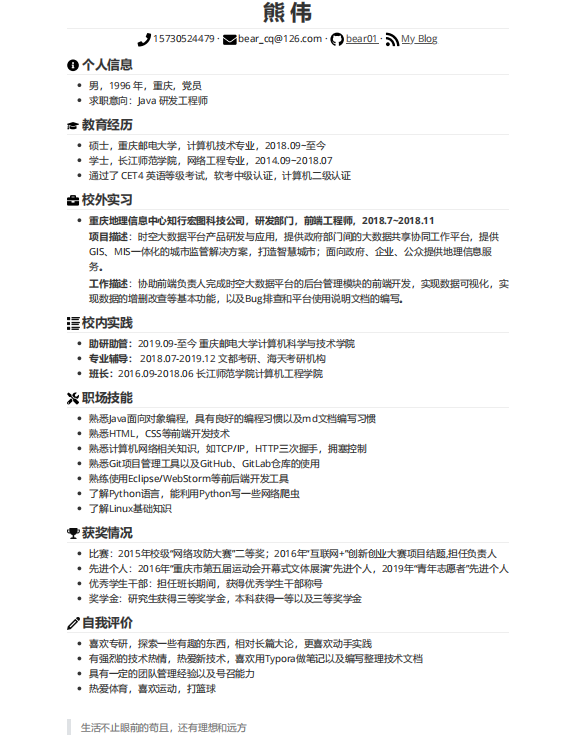 熊 伟
15730524479 · bear_cq@126.com · bear01 · My Blog
个人信息
男，1996 年，重庆，党员
求职意向：Java 研发工程师
教育经历
硕士，重庆邮电大学，计算机技术专业，2018.09~至今
学士，长江师范学院，网络工程专业，2014.09~2018.07
通过了 CET4 英语等级考试，软考中级认证，计算机二级认证
校外实习
重庆地理信息中心知行宏图科技公司，研发部门，前端工程师，2018.7~2018.11
项目描述：时空大数据平台产品研发与应用，提供政府部门间的大数据共享协同工作平台，提供
GIS、MIS一体化的城市监管解决方案，打造智慧城市；面向政府、企业、公众提供地理信息服
务。
工作描述：协助前端负责人完成时空大数据平台的后台管理模块的前端开发，实现数据可视化，实
现数据的增删改查等基本功能，以及Bug排查和平台使用说明文档的编写。
校内实践
助研助管：2019.09-至今 重庆邮电大学计算机科学与技术学院
专业辅导： 2018.07-2019.12 文都考研、海天考研机构
班长：2016.09-2018.06 长江师范学院计算机工程学院
职场技能
熟悉Java面向对象编程，具有良好的编程习惯以及md文档编写习惯
熟悉HTML，CSS等前端开发技术
熟悉计算机网络相关知识，如TCP/IP，HTTP三次握手，拥塞控制
熟悉Git项目管理工具以及GitHub、GitLab仓库的使用
熟练使用Eclipse/WebStorm等前后端开发工具
了解Python语言，能利用Python写一些网络爬虫
了解Linux基础知识
获奖情况
比赛：2015年校级“网络攻防大赛”二等奖；2016年“互联网+”创新创业大赛项目结题,担任负责人
先进个人：2016年“重庆市第五届运动会开幕式文体展演”先进个人，2019年“青年志愿者”先进个人
优秀学生干部：担任班长期间，获得优秀学生干部称号
奖学金：研究生获得三等奖学金，本科获得一等以及三等奖学金
自我评价
喜欢专研，探索一些有趣的东西，相对长篇大论，更喜欢动手实践
有强烈的技术热情，热爱新技术，喜欢用Typora做笔记以及编写整理技术文档
具有一定的团队管理经验以及号召能力
热爱体育，喜欢运动，打篮球
生活不止眼前的苟且，还有理想和远方